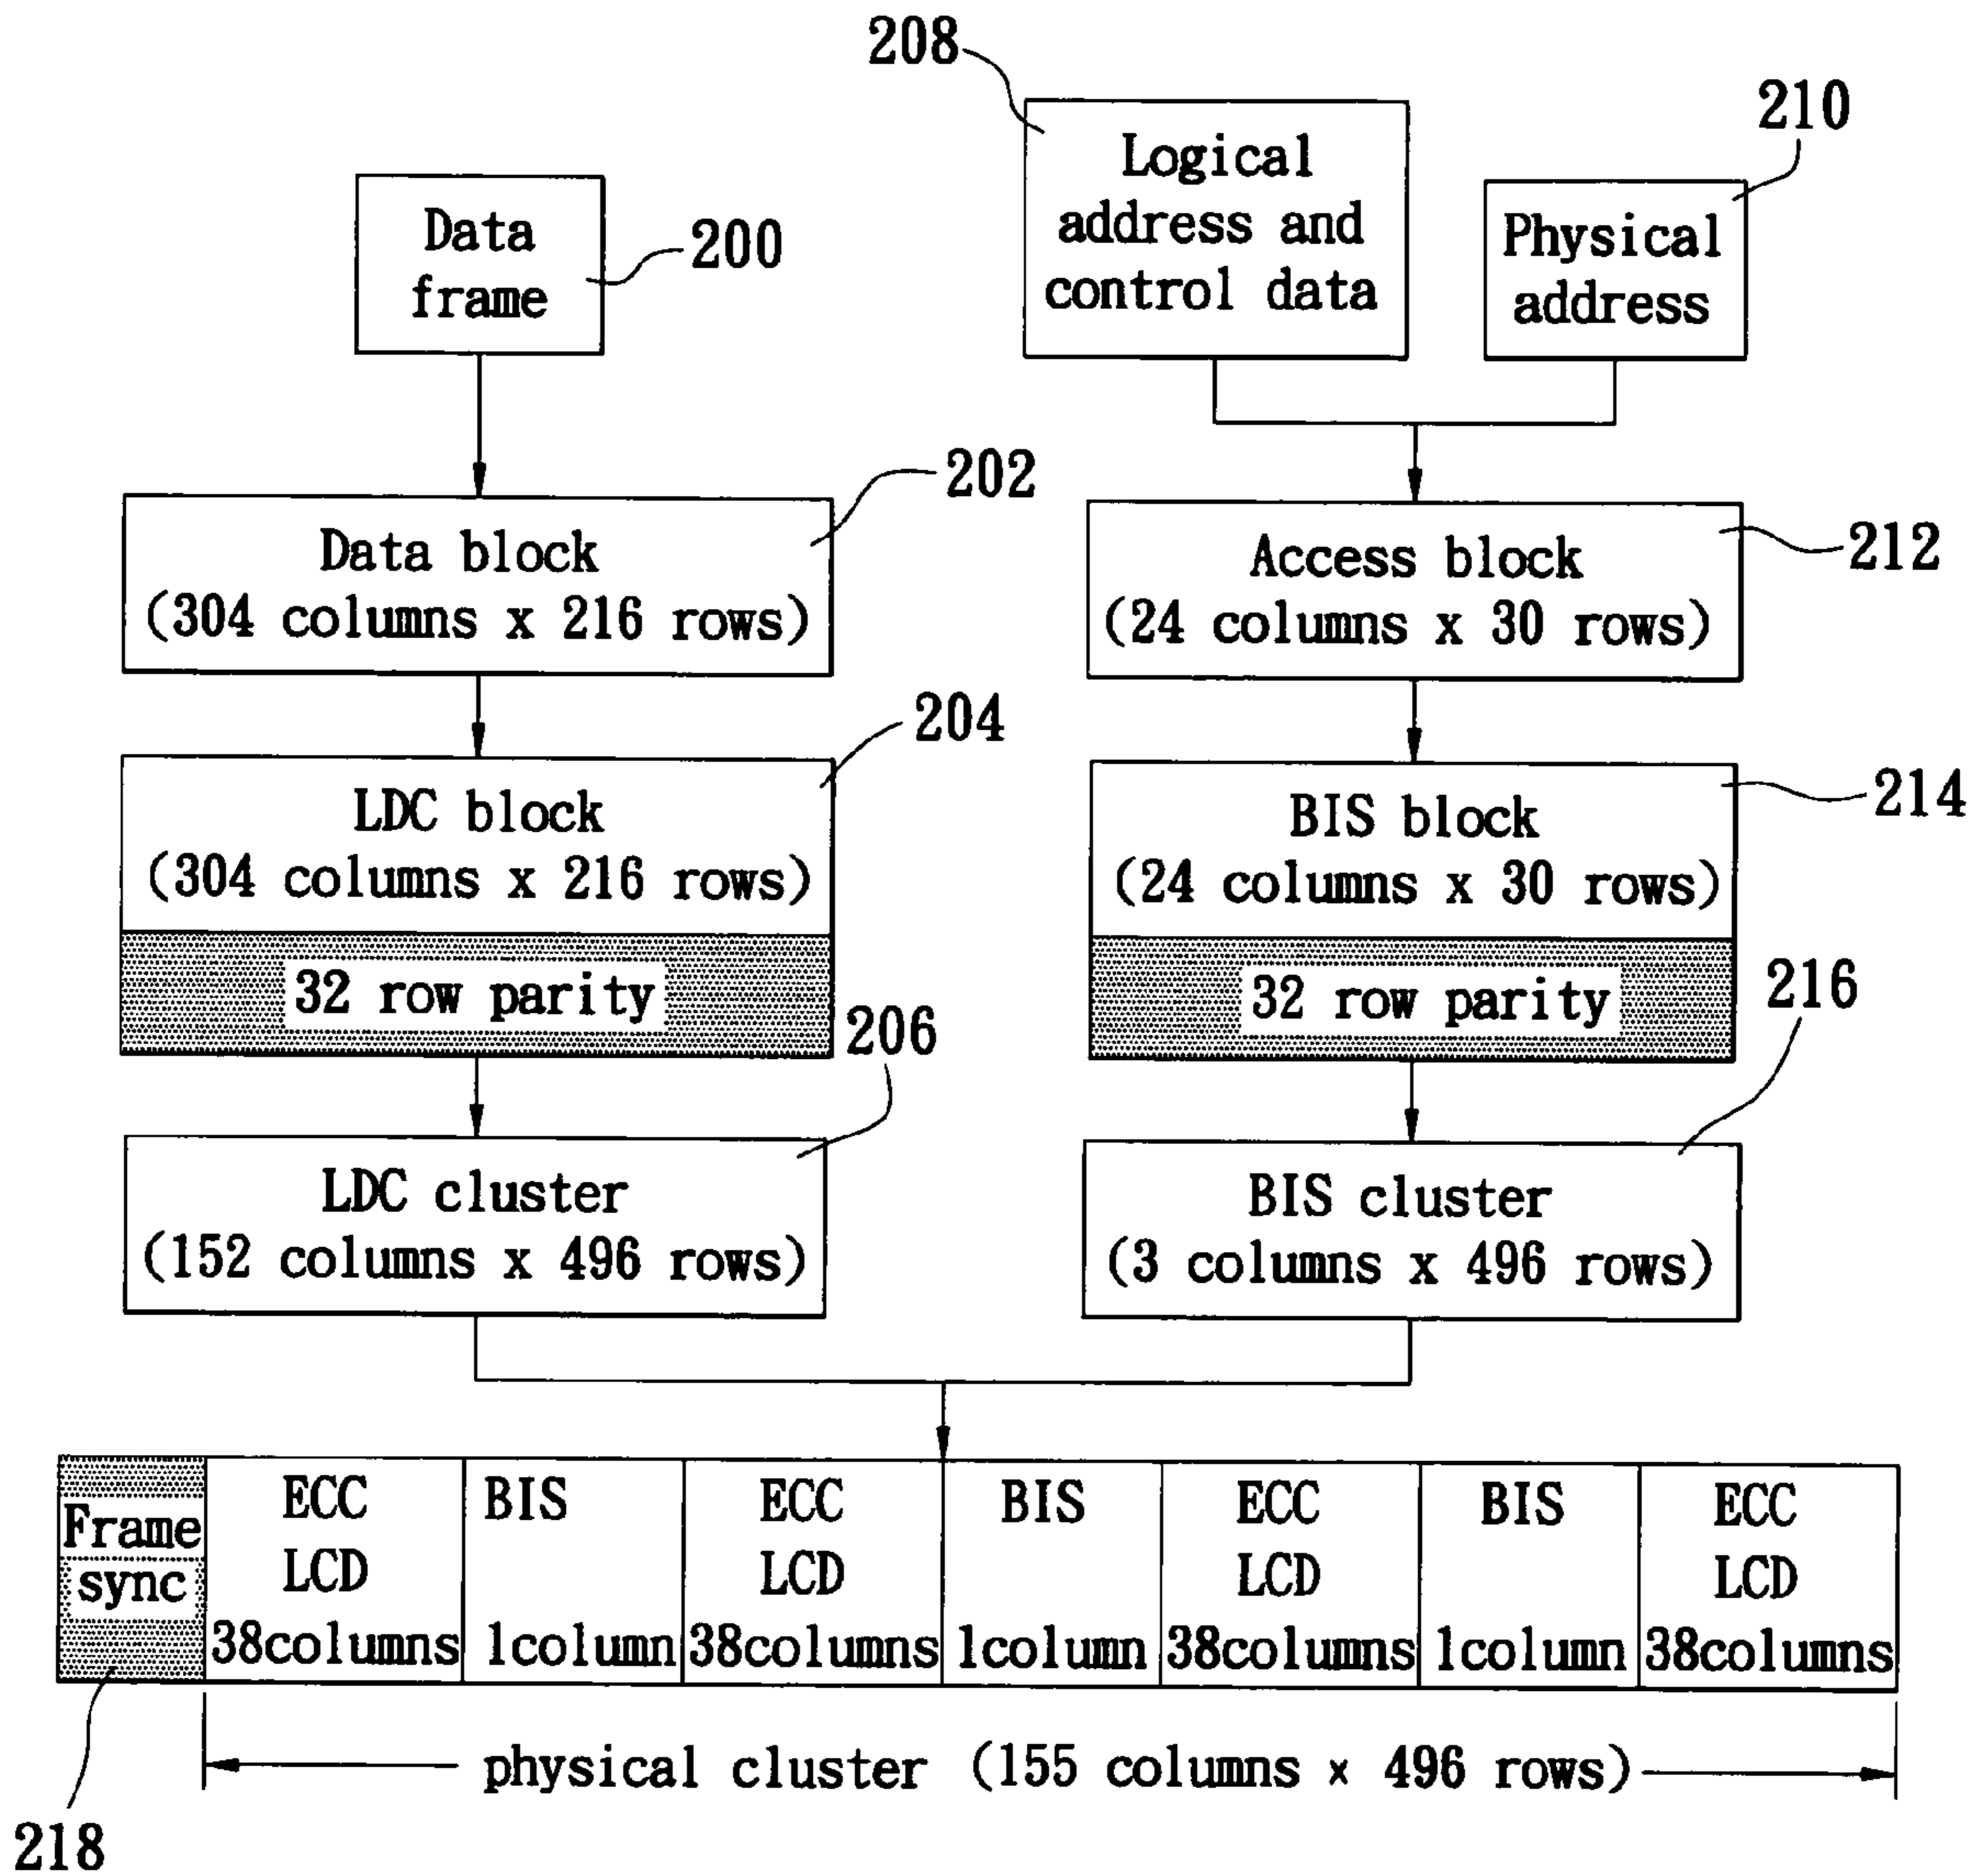 208
Logical
address and
control data
210
Physical
address
Data
frame
200
202
Data block
(304 columns x 216 rows)
Access block
(24 columns x 30 rows)
212
204
LDC block
(304 columns x 216 rows)
32 row parity
BIS block
(24 columns x 30 rows)
32 row parity
214
206
LDC cluster
(152 columns x 496 rows)
216
BIS cluster
(3 columns x 496 rows)
Frame
sync
ECC
LCD
38columns
BIS
1column
ECC
LCD
38columns
BIS
1column
ECC
LCD
38columns
BIS
1column
ECC
LCD
38columns
physical cluster (155 columns × 496 rows)
218